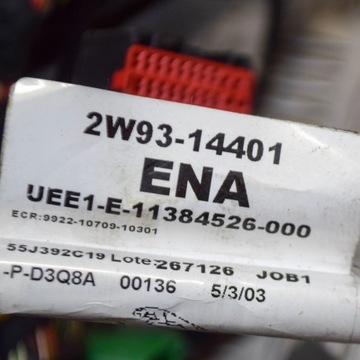 2W93-14401
ENA
UEE1-E-11384526-000
ECR:9922-10709-10301
55J392C19 Lote:267126 JOB1
-P-D3Q8A 00136 5/3/03